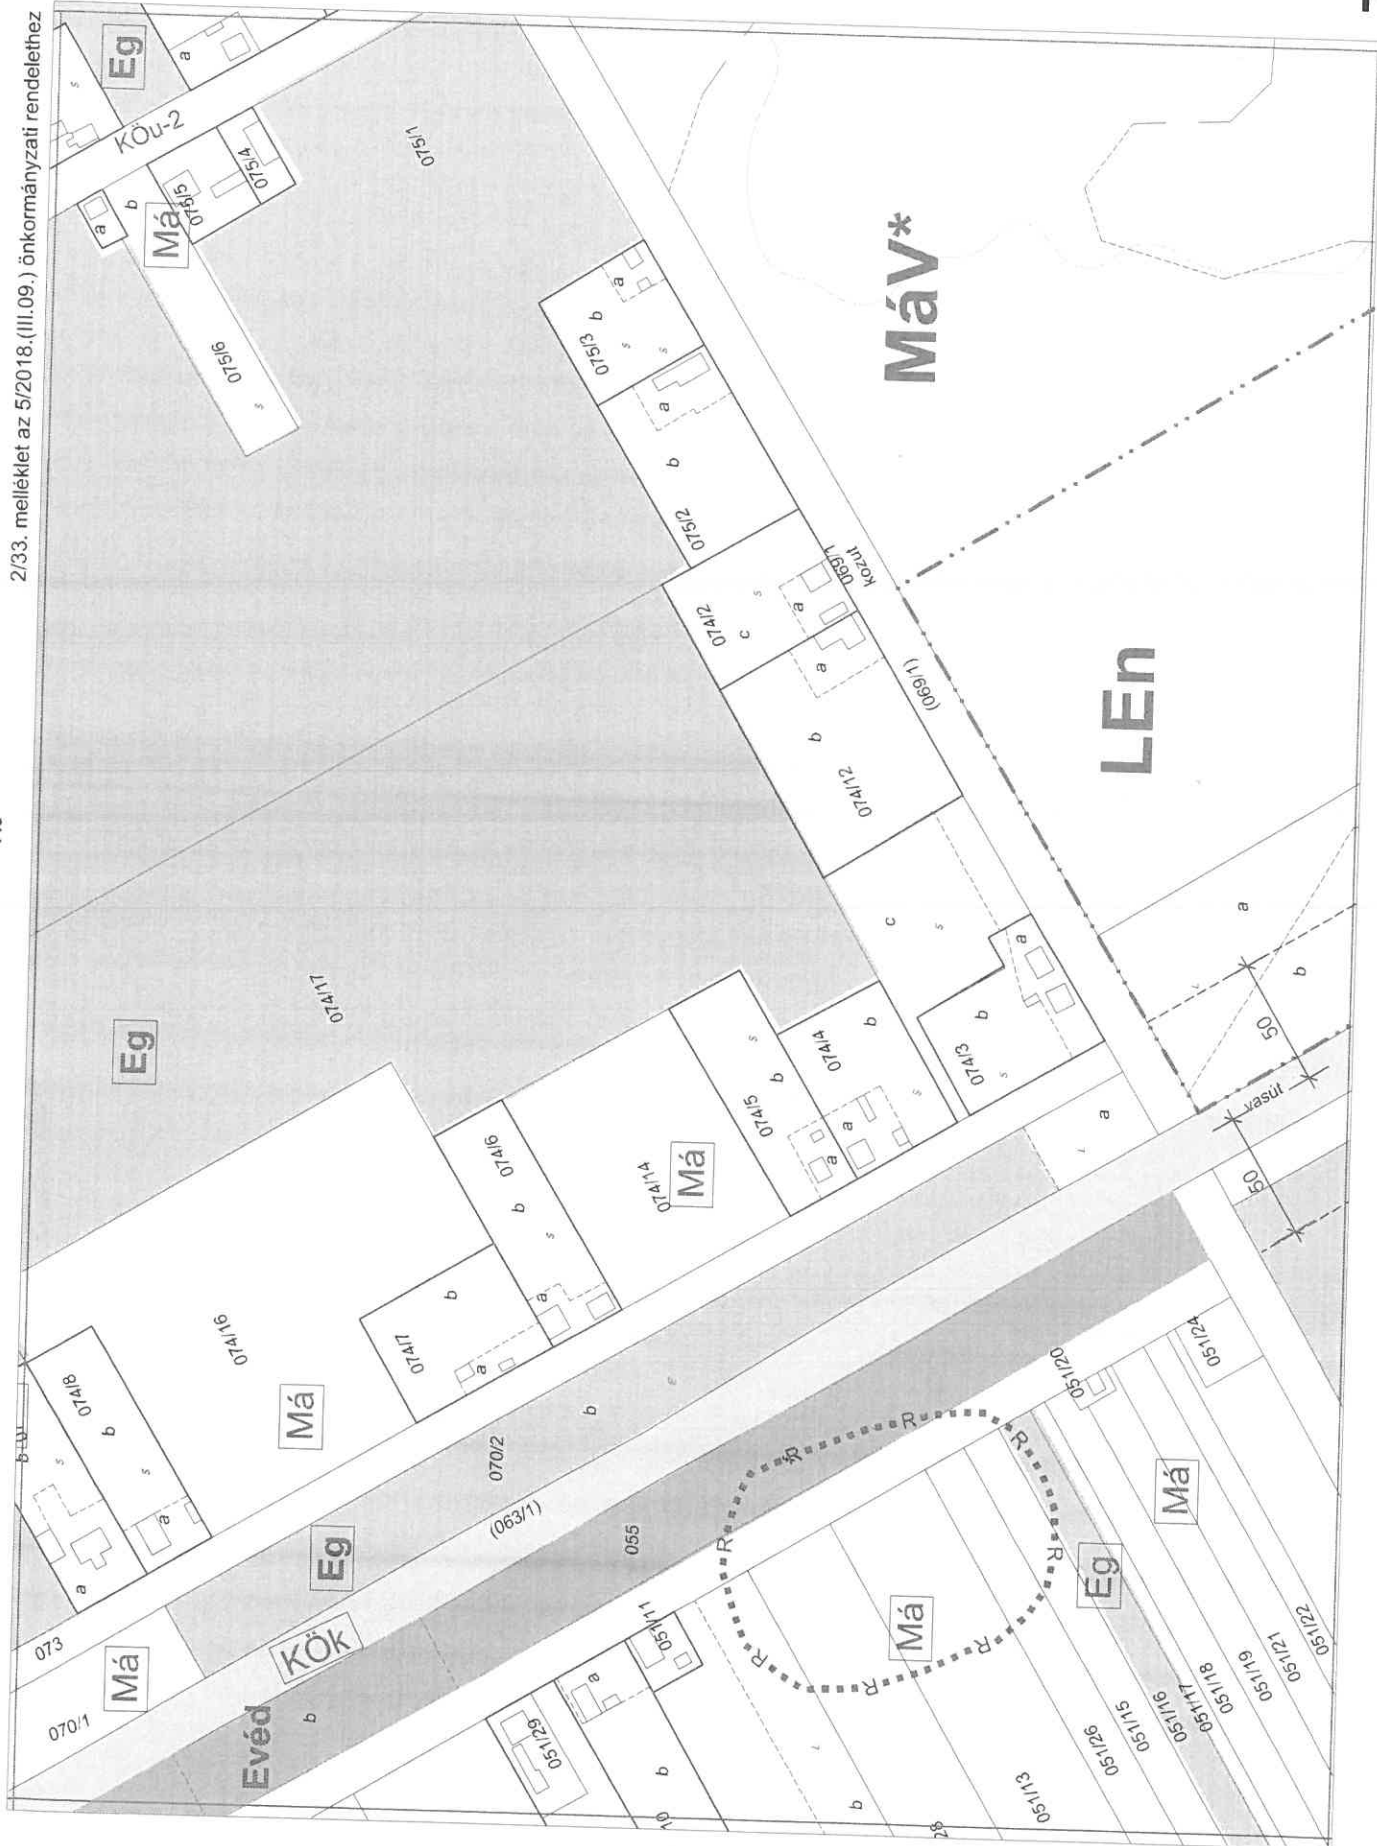 2/33. melléklet az 5/2018.(III.09.) önkormányzati rendelethez
Eg
a
s
KÖu-2
a
b
Má
075/5
075/4
075/6
s
075/1
075/3
b
a
s
s
075/2
b
a
MáV*
074/2
c
s
a
069/1
közút
(069/1)
a
b
074/12
LEn
Eg
074/17
c
s
a
b
074/3
s
074/4
b
a
s
074/5
b
s
a
074/14
Má
074/6
b
s
a
074/7
b
a
074/16
Má
074/8
b
s
a
s
a
073
Má
070/1
070/2
b
e
Eg
(063/1)
KÖk
055
Evéd
b
a
a
b
50
vasút
50
051/20
051/24
Má
R
R
R
R
R
R
R
R
Má
Eg
051/11
a
051/29
b
10
b
28
051/13
051/26
051/15
051/16
051/17
051/18
051/19
051/21
051/22